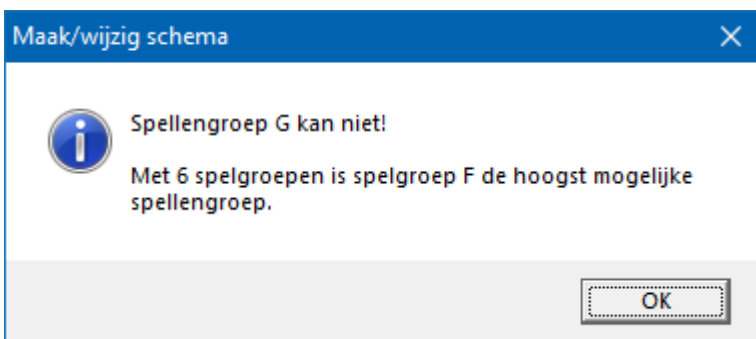 Maak/wijzig schema
Spellengroep G kan niet!
Met 6 spelgroepen is spelgroep F de hoogst mogelijke
spellengroep.
OK